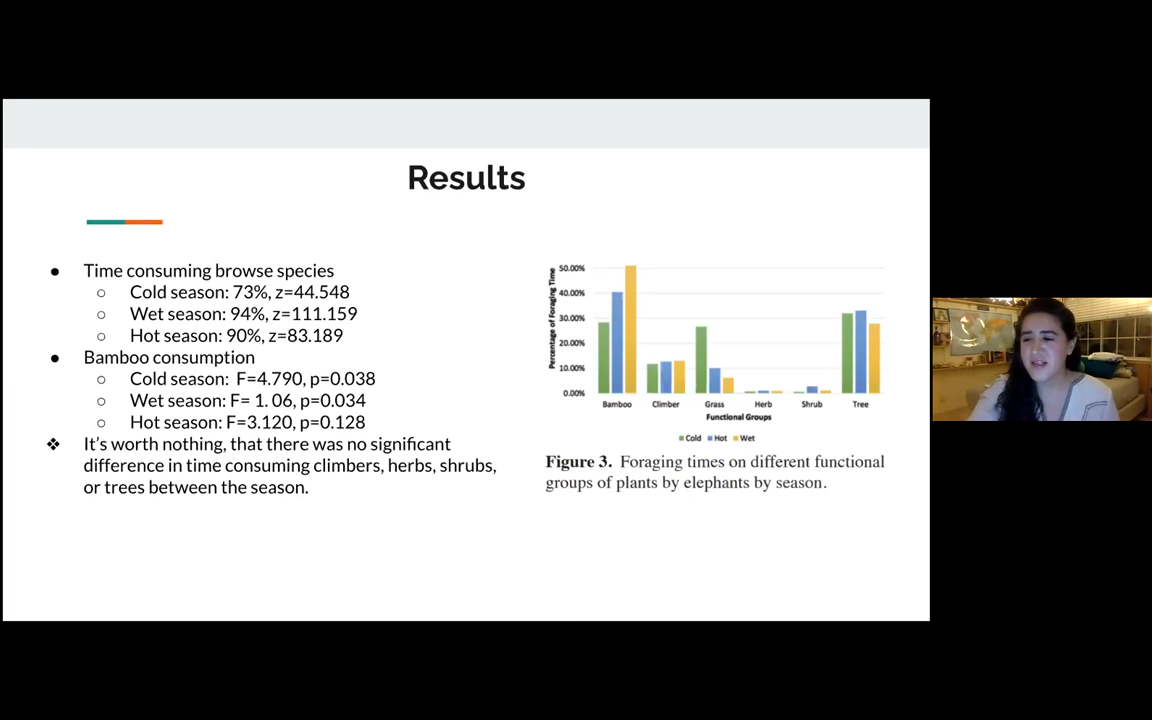 Results
● Time consuming browse species
○ Cold season: 73%, z=44.548
○ Wet season: 94%, z=111.159
○ Hot season: 90%, z=83.189
● Bamboo consumption
○ Cold season: F=4.790, p=0.038
○ Wet season: F= 1. 06, p=0.034
○ Hot season: F=3.120, p=0.128
❖ It’s worth nothing, that there was no significant
difference in time consuming climbers, herbs, shrubs,
or trees between the season.
Percentage of Foraging Time
50.00%
40.00%
30.00%
20.00%
10.00%
0.00%
Bamboo Climber Grass Herb Shrub Tree
Functional Groups
Cold Hot Wet
Figure 3. Foraging times on different functional
groups of plants by elephants by season.